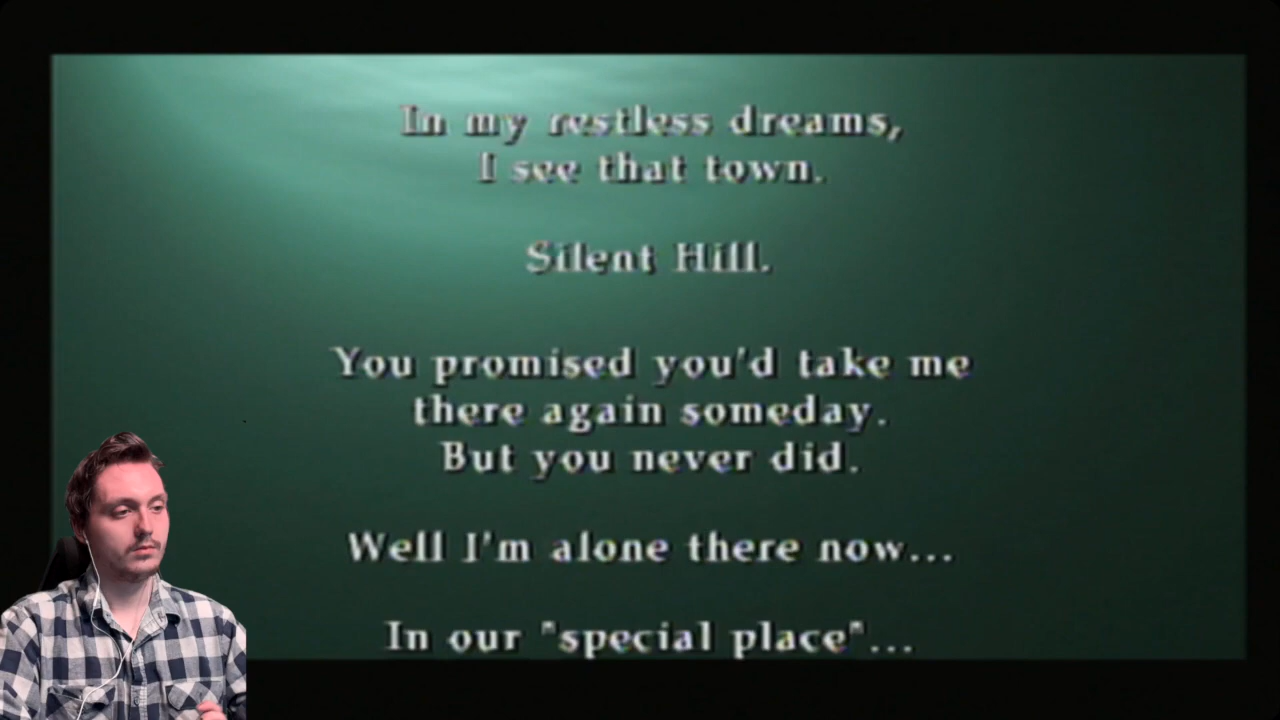 In my restless dreams,
I see that town.
Silent Hill.
You promised you'd take me
there again someday.
But you never did.
Well I'm alone there now...
In our "special place"...